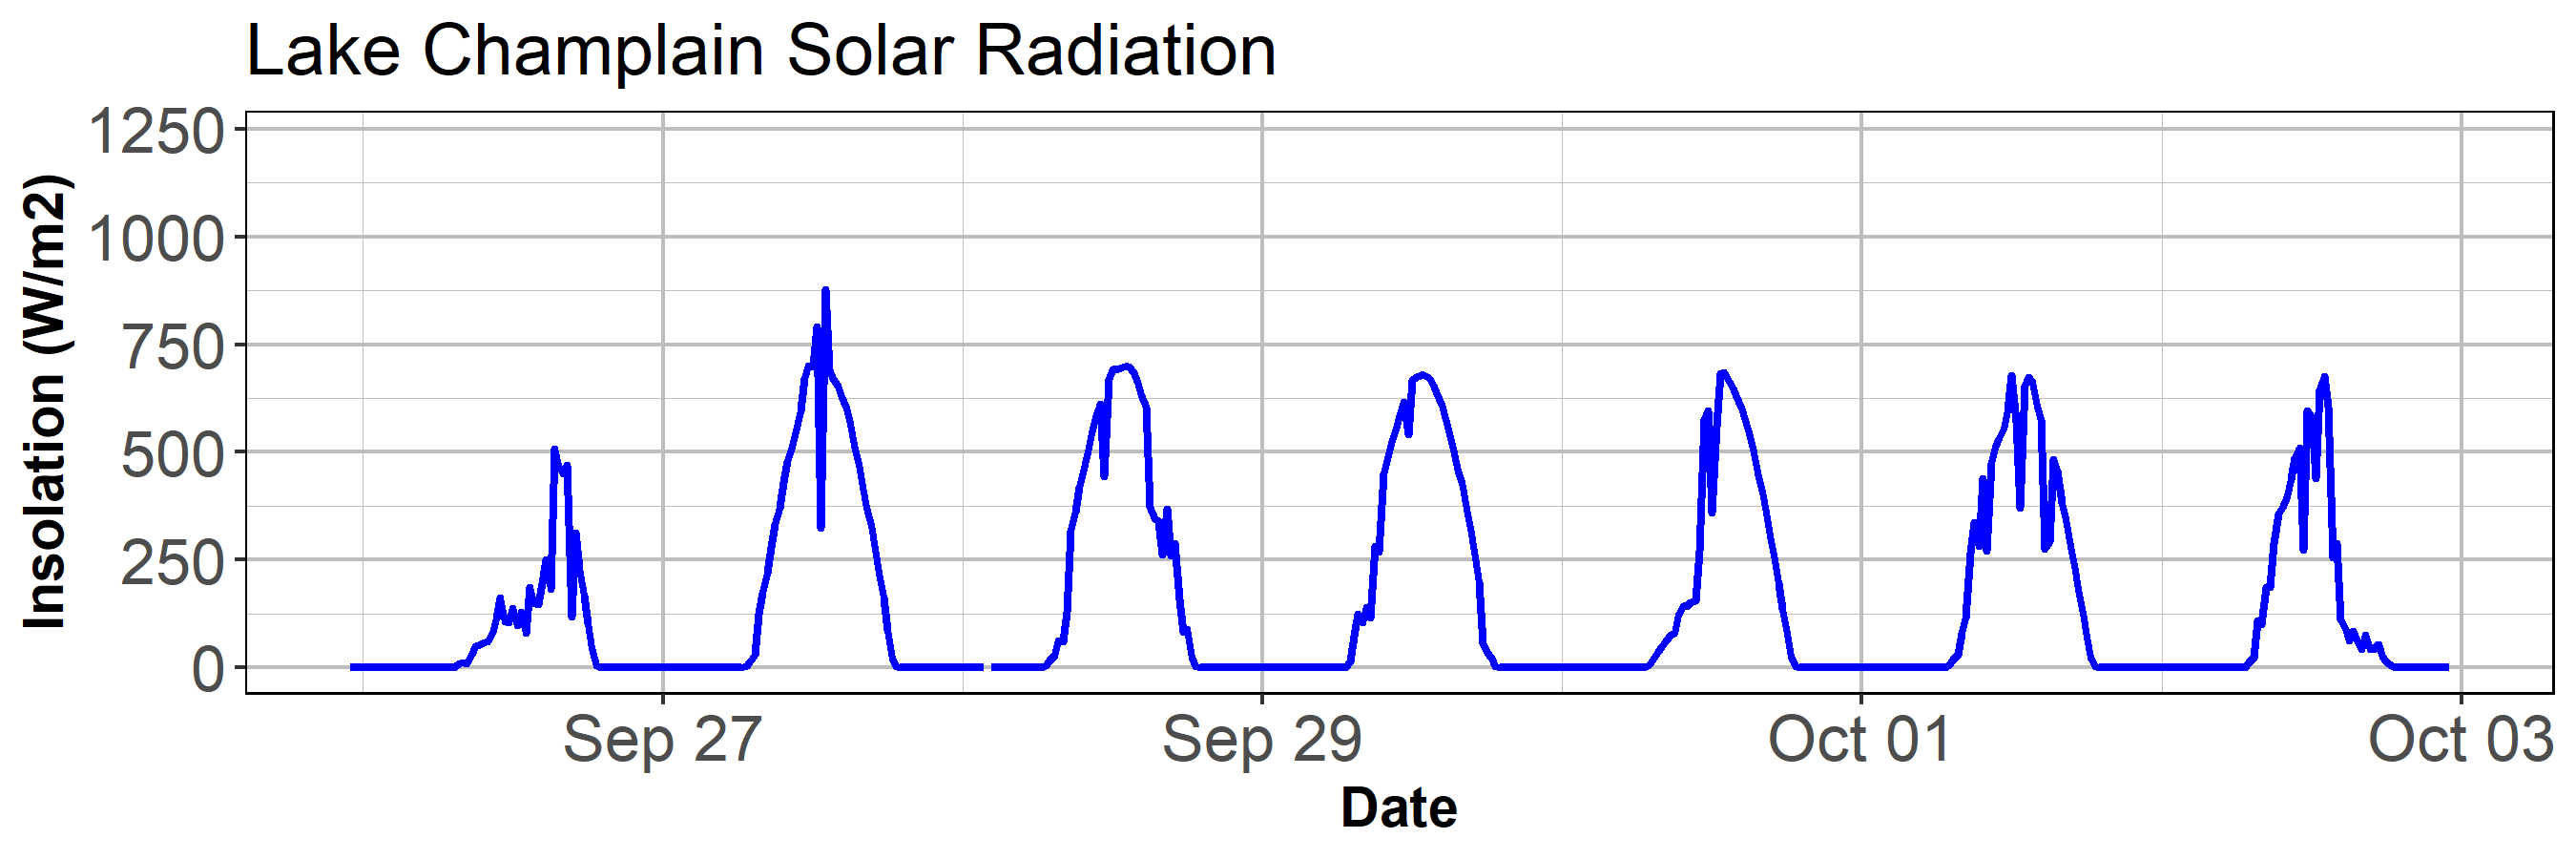 Lake Champlain Solar Radiation
1250
1000
750
500
250
0
Insolation (W/m2)
Sep 27 Sep 29 Oct 01 Oct 03
Date